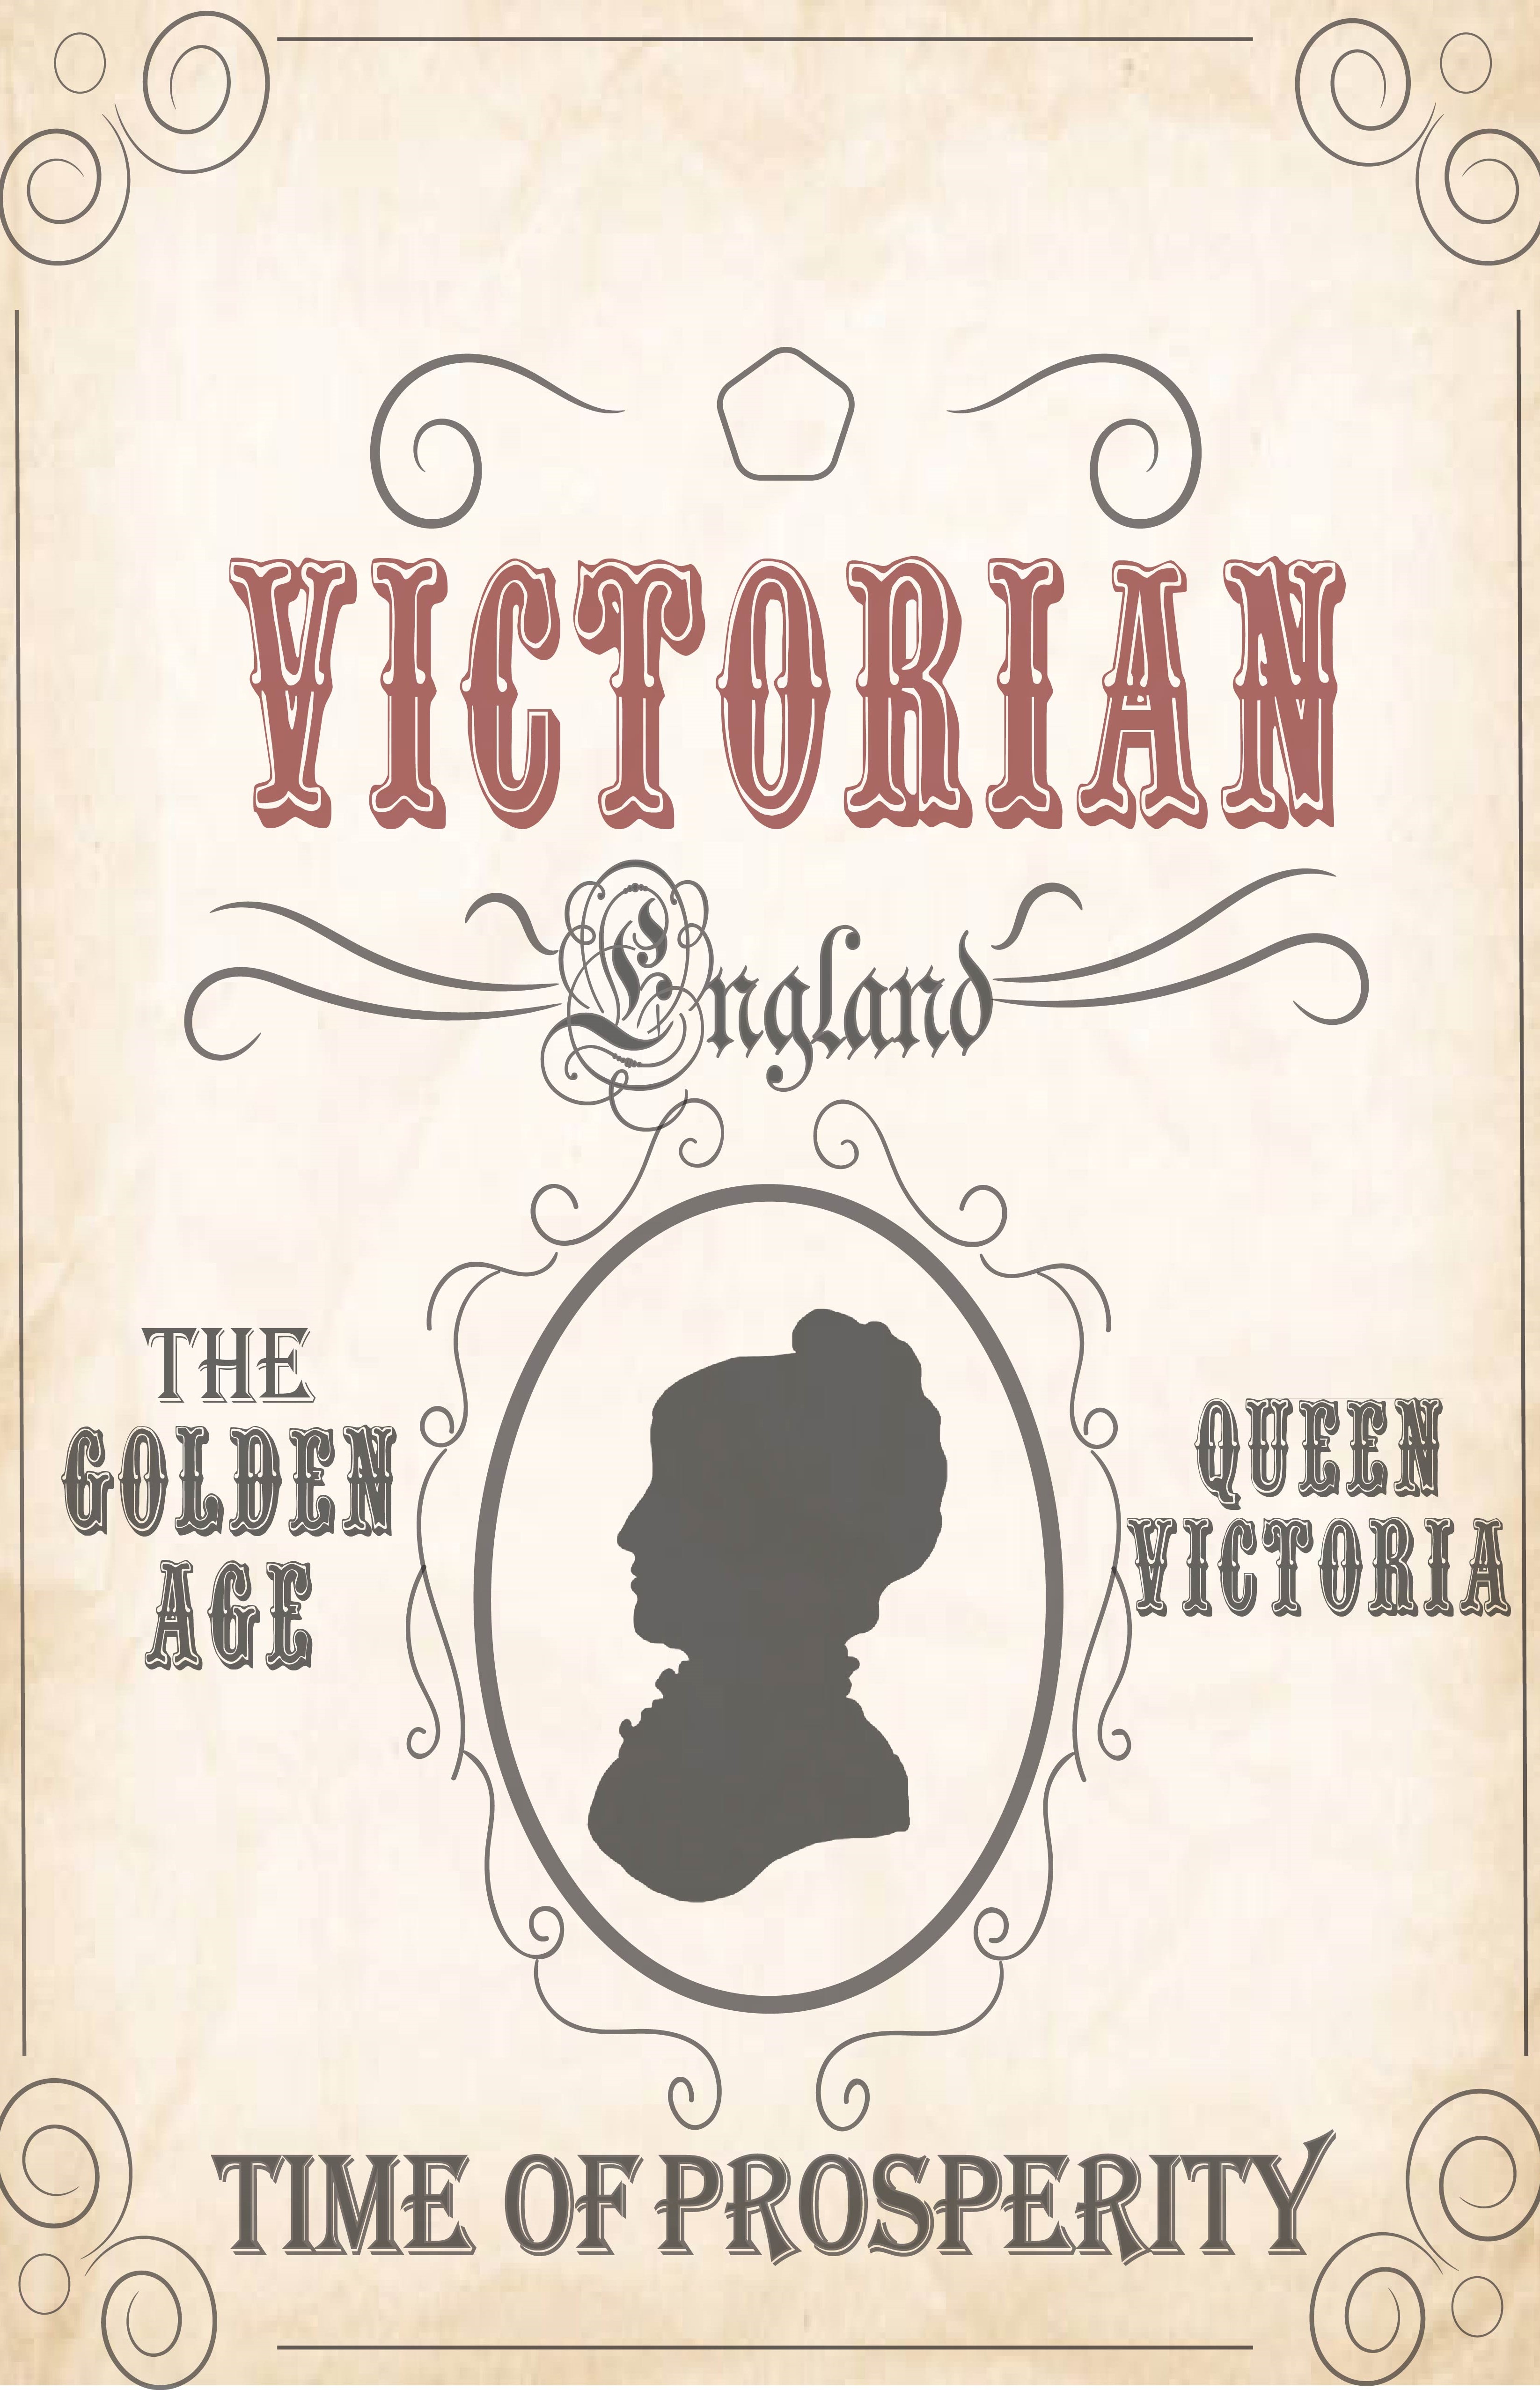 VICTORIAN
England
THE
GOLDEN
AGE
QUEEN
VICTORIA
TIME OF PROSPERITY